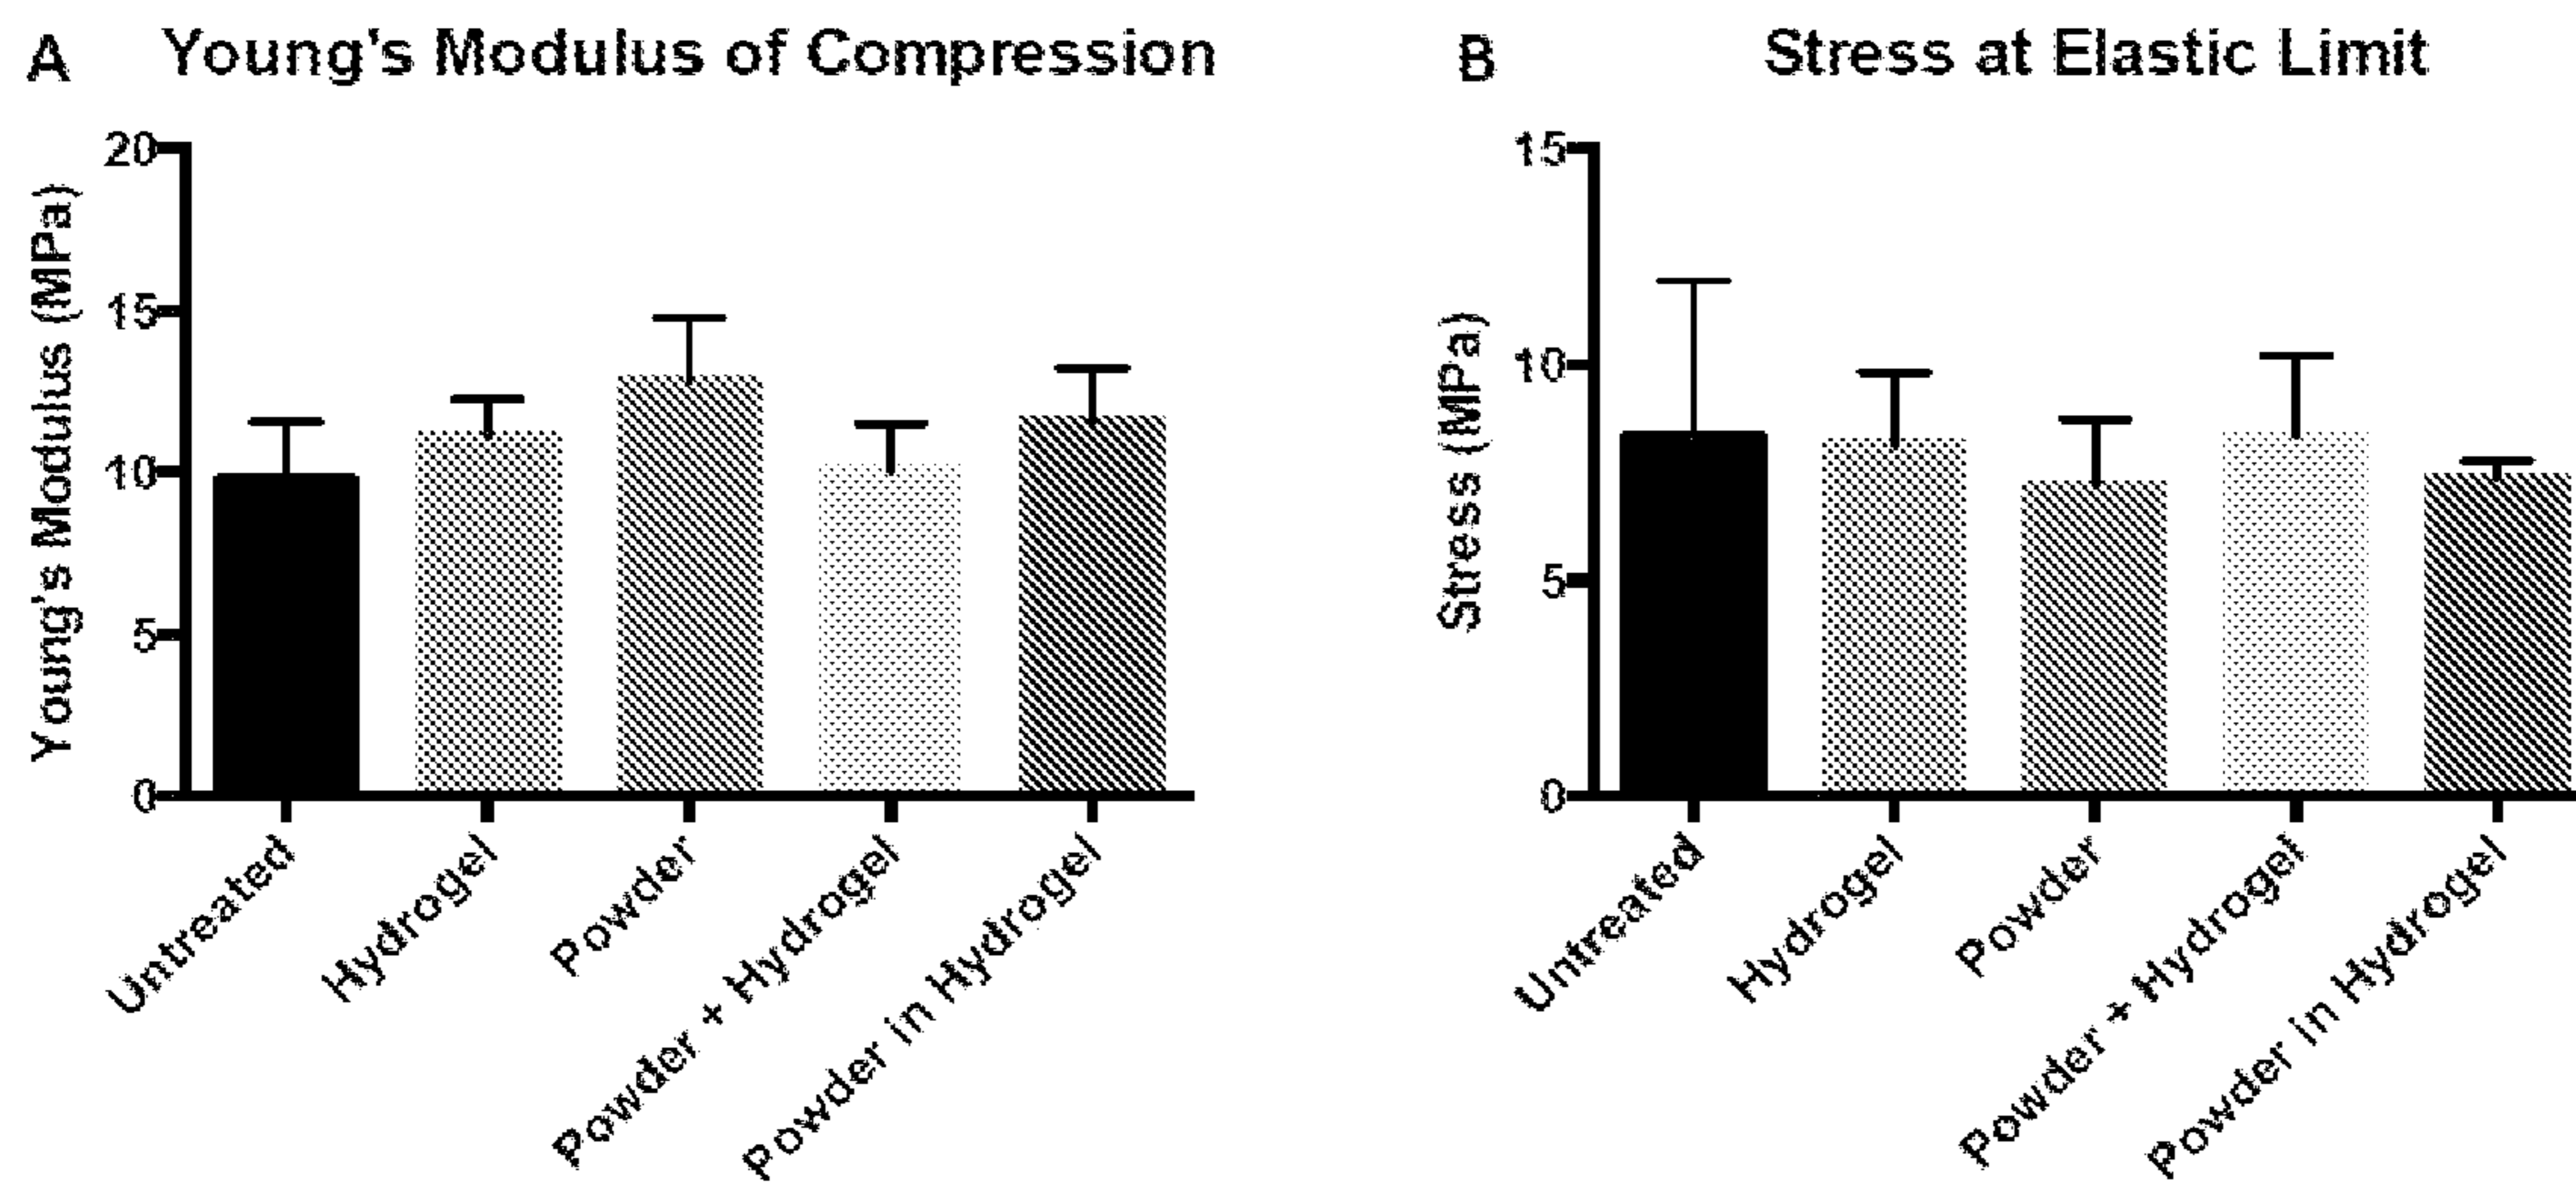 A Young's Modulus of Compression
Young's Modulus (MPa)
20
15
10
5
0
Untreated
Hydrogel
Powder
Powder + Hydrogel
Powder in Hydrogel
B Stress at Elastic Limit
Stress (MPa)
15
10
5
0
Untreated
Hydrogel
Powder
Powder + Hydrogel
Powder in Hydrogel